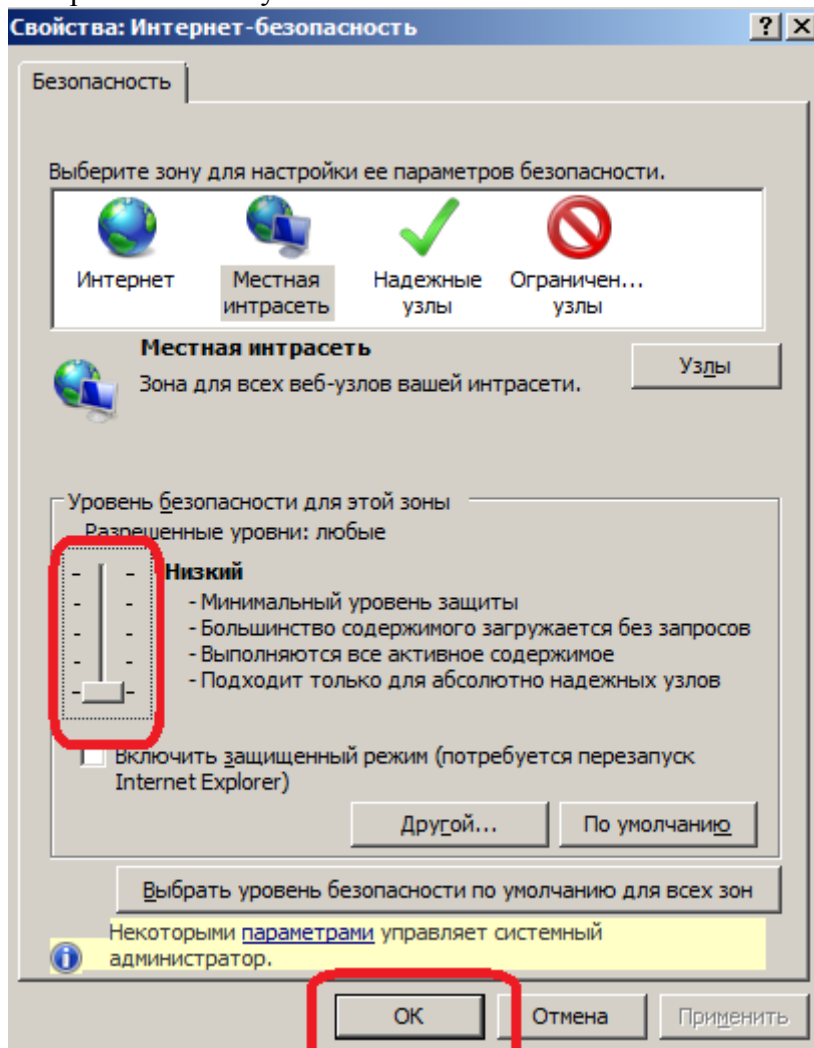 Свойства: Интернет-безопасность
Безопасность
Выберите зону для настройки ее параметров безопасности.
Интернет
Местная интрасеть
Надежные узлы
Ограничен... узлы
Местная интрасеть
Зона для всех веб-узлов вашей интрасети.
Узлы
Уровень безопасности для этой зоны
Разрешенные уровни: любые
Низкий
- Минимальный уровень защиты
- Большинство содержимого загружается без запросов
- Выполняются все активное содержимое
- Подходит только для абсолютно надежных узлов
Включить защищенный режим (потребуется перезапуск
Internet Explorer)
Другой...
По умолчанию
Выбрать уровень безопасности по умолчанию для всех зон
Некоторыми параметрами управляет системный
администратор.
ОК
Отмена
Применить